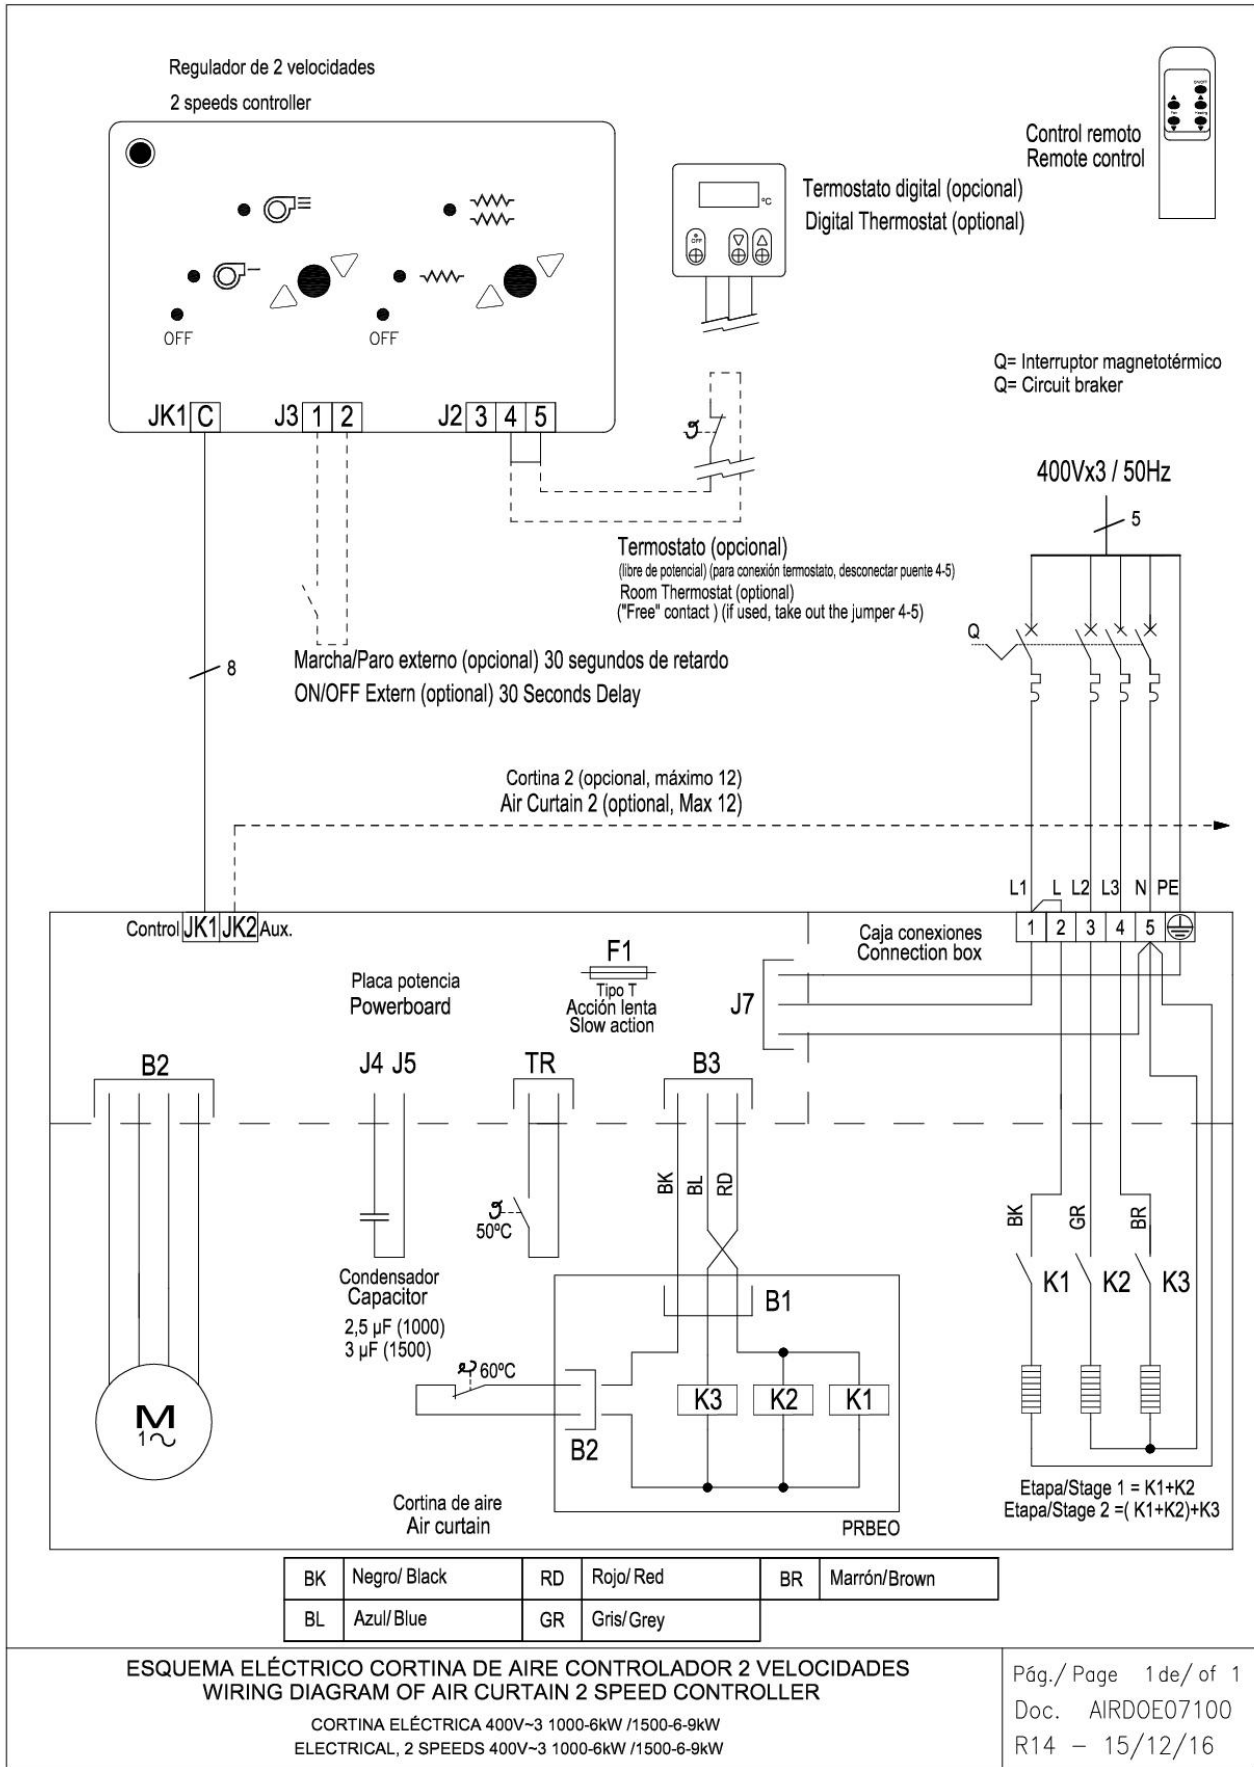 Regulador de 2 velocidades
2 speeds controller
OFF
OFF
JK1 C
J3 1 2
J2 3 4 5
°C
OFF
Termostato digital (opcional)
Digital Thermostat (optional)
Control remoto
Remote control
ON/OFF
Q= Interruptor magnetotérmico
Q= Circuit braker
400Vx3 / 50Hz
5
Q
Termostato (opcional)
(libre de potencial) (para conexión termostato, desconectar puente 4-5)
Room Thermostat (optional)
("Free" contact ) (if used, take out the jumper 4-5)
8
Marcha/Paro externo (opcional) 30 segundos de retardo
ON/OFF Extern (optional) 30 Seconds Delay
Cortina 2 (opcional, máximo 12)
Air Curtain 2 (optional, Max 12)
L1 L L2 L3 N PE
Control JK1 JK2 Aux.
Caja conexiones
Connection box
1 2 3 4 5
Placa potencia
Powerboard
F1
Tipo T
Acción lenta
Slow action
J7
B2
J4 J5
TR
B3
BK
BL
RD
BK
GR
BR
50ºC
Condensador
Capacitor
2,5 µF (1000)
3 µF (1500)
B1
K1 K2 K3
60ºC
K3 K2 K1
M
1
B2
Cortina de aire
Air curtain
PRBEO
Etapa/Stage 1 = K1+K2
Etapa/Stage 2 =( K1+K2)+K3
BK Negro/ Black RD Rojo/ Red BR Marrón/Brown
BL Azul/ Blue GR Gris/ Grey
ESQUEMA ELÉCTRICO CORTINA DE AIRE CONTROLADOR 2 VELOCIDADES
WIRING DIAGRAM OF AIR CURTAIN 2 SPEED CONTROLLER
CORTINA ELÉCTRICA 400V~3 1000-6kW /1500-6-9kW
ELECTRICAL, 2 SPEEDS 400V~3 1000-6kW /1500-6-9kW
Pág./ Page 1 de/ of 1
Doc. AIRDOE07100
R14 – 15/12/16